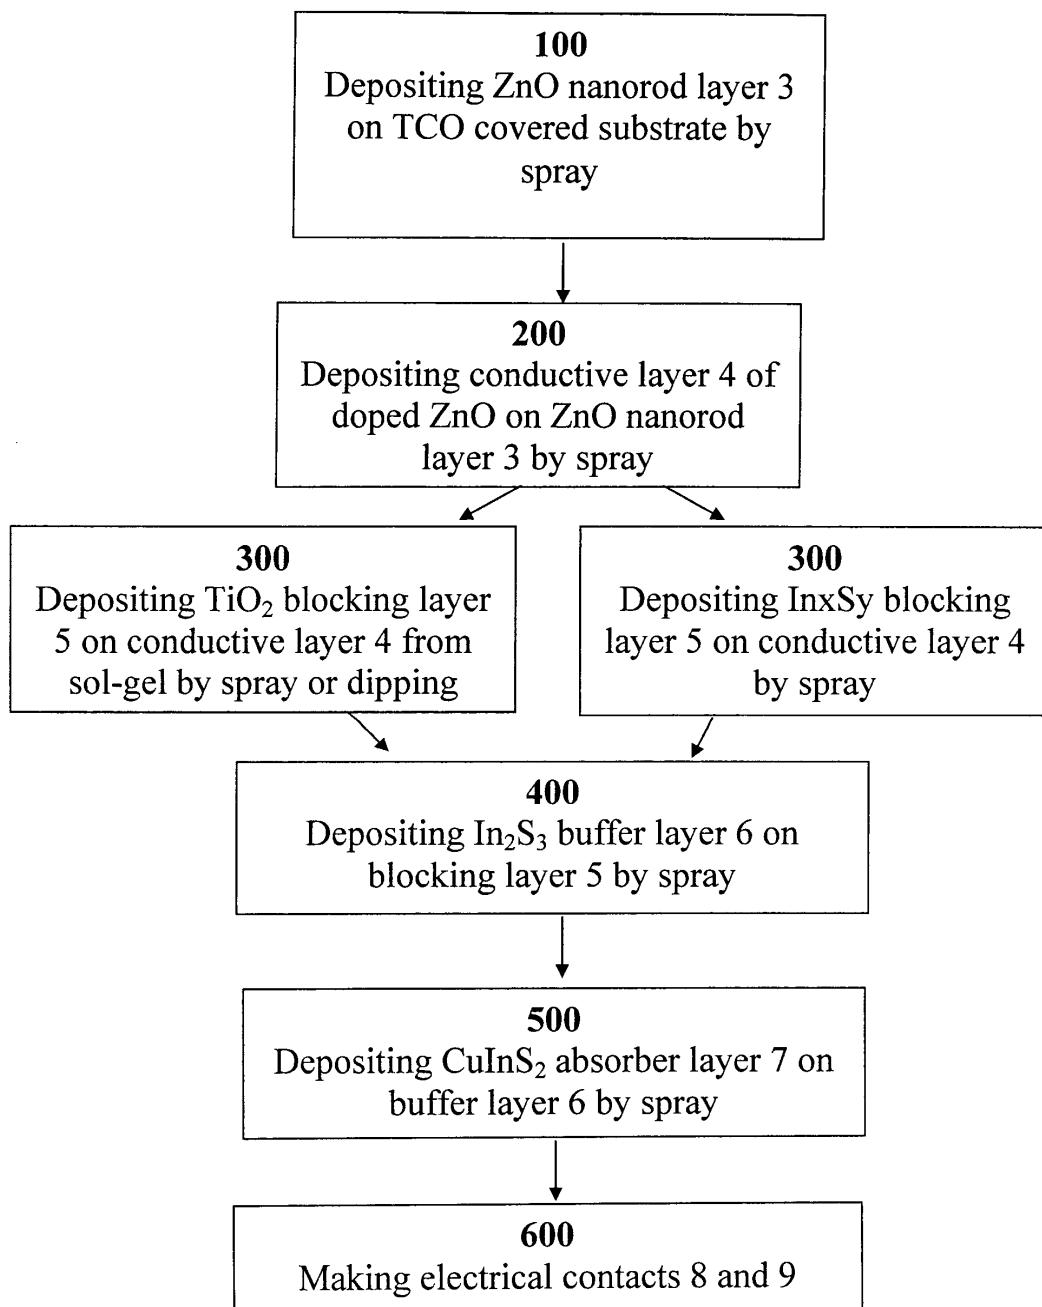 100
Depositing ZnO nanorod layer 3
on TCO covered substrate by
spray
200
Depositing conductive layer 4 of
doped ZnO on ZnO nanorod
layer 3 by spray
300
Depositing TiO₂ blocking layer
5 on conductive layer 4 from
sol-gel by spray or dipping
300
Depositing InxSy blocking
layer 5 on conductive layer 4
by spray
400
Depositing In₂S₃ buffer layer 6 on
blocking layer 5 by spray
500
Depositing CuInS₂ absorber layer 7 on
buffer layer 6 by spray
600
Making electrical contacts 8 and 9